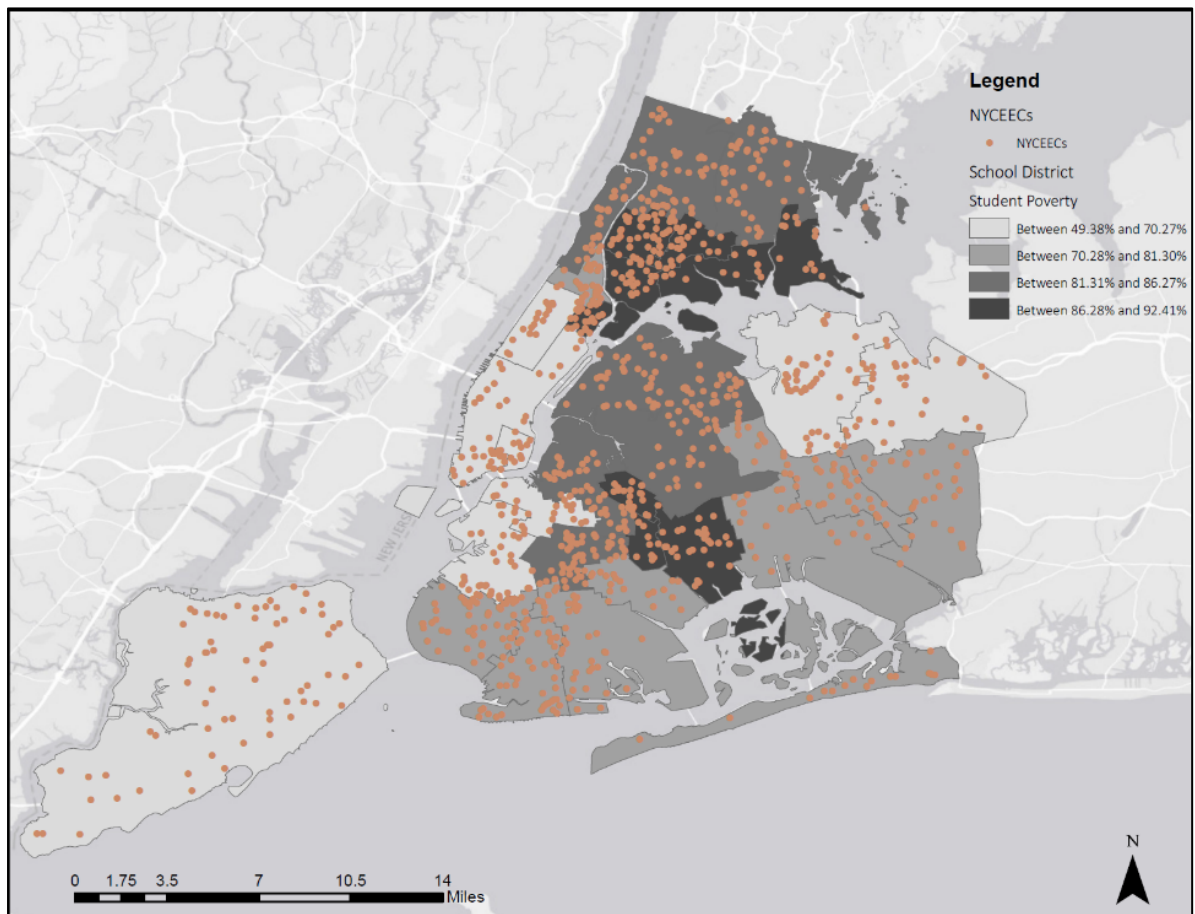 Legend
NYCEECs
NYCEECs
School District
Student Poverty
Between 49.38% and 70.27%
Between 70.28% and 81.30%
Between 81.31% and 86.27%
Between 86.28% and 92.41%
NEW JER
0 1.75 3.5 7 10.5 14
Miles
N